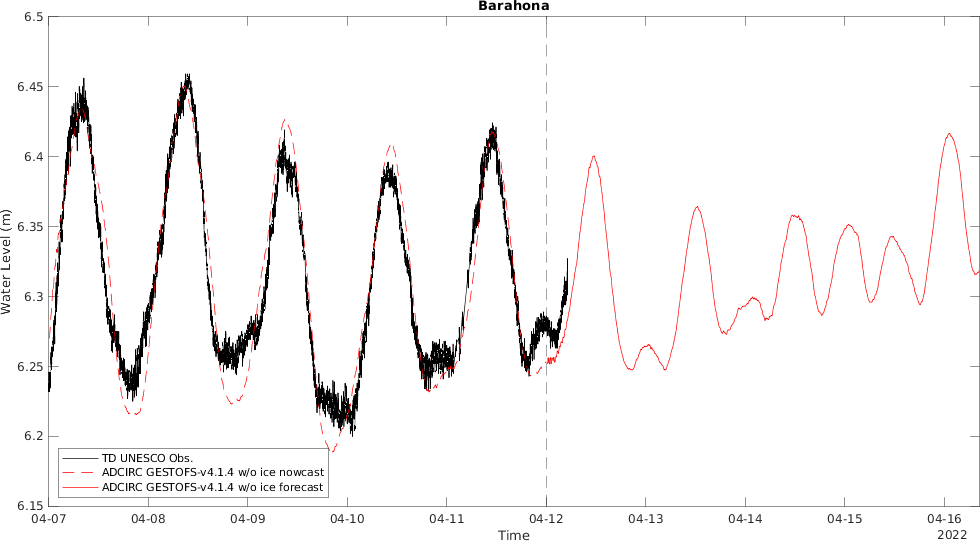 Barahona
6.5
6.45
6.4
6.35
6.3
6.25
6.2
6.15
Water Level (m)
TD UNESCO Obs.
ADCIRC GESTOFS-v4.1.4 w/o ice nowcast
ADCIRC GESTOFS-v4.1.4 w/o ice forecast
04-07 04-08 04-09 04-10 04-11 04-12 04-13 04-14 04-15 04-16
Time
2022